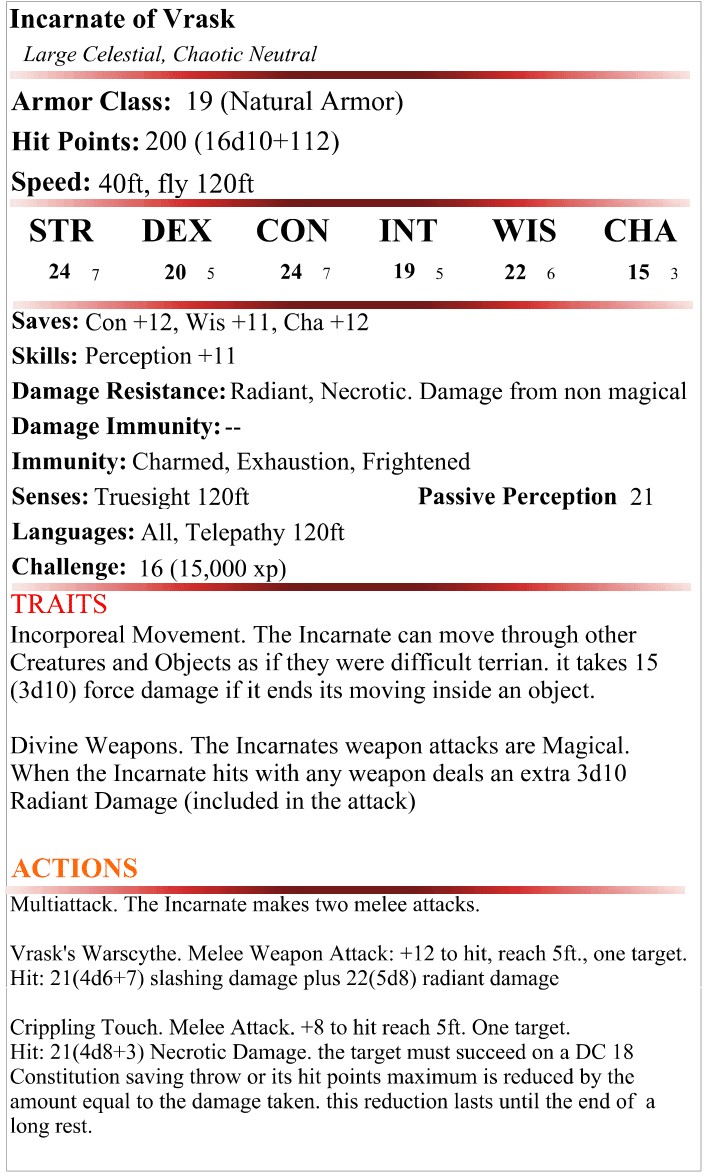 Incarnate of Vrask
Large Celestial, Chaotic Neutral
Armor Class: 19 (Natural Armor)
Hit Points: 200 (16d10+112)
Speed: 40ft, fly 120ft
STR DEX CON INT WIS CHA
24 7 20 5 24 7 19 5 22 6 15 3
Saves: Con +12, Wis +11, Cha +12
Skills: Perception +11
Damage Resistance: Radiant, Necrotic. Damage from non magical
Damage Immunity: --
Immunity: Charmed, Exhaustion, Frightened
Senses: Truesight 120ft Passive Perception 21
Languages: All, Telepathy 120ft
Challenge: 16 (15,000 xp)
TRAITS
Incorporeal Movement. The Incarnate can move through other
Creatures and Objects as if they were difficult terrian. it takes 15
(3d10) force damage if it ends its moving inside an object.
Divine Weapons. The Incarnates weapon attacks are Magical.
When the Incarnate hits with any weapon deals an extra 3d10
Radiant Damage (included in the attack)
ACTIONS
Multiattack. The Incarnate makes two melee attacks.
Vrask's Warscythe. Melee Weapon Attack: +12 to hit, reach 5ft., one target.
Hit: 21(4d6+7) slashing damage plus 22(5d8) radiant damage
Crippling Touch. Melee Attack. +8 to hit reach 5ft. One target.
Hit: 21(4d8+3) Necrotic Damage. the target must succeed on a DC 18
Constitution saving throw or its hit points maximum is reduced by the
amount equal to the damage taken. this reduction lasts until the end of a
long rest.